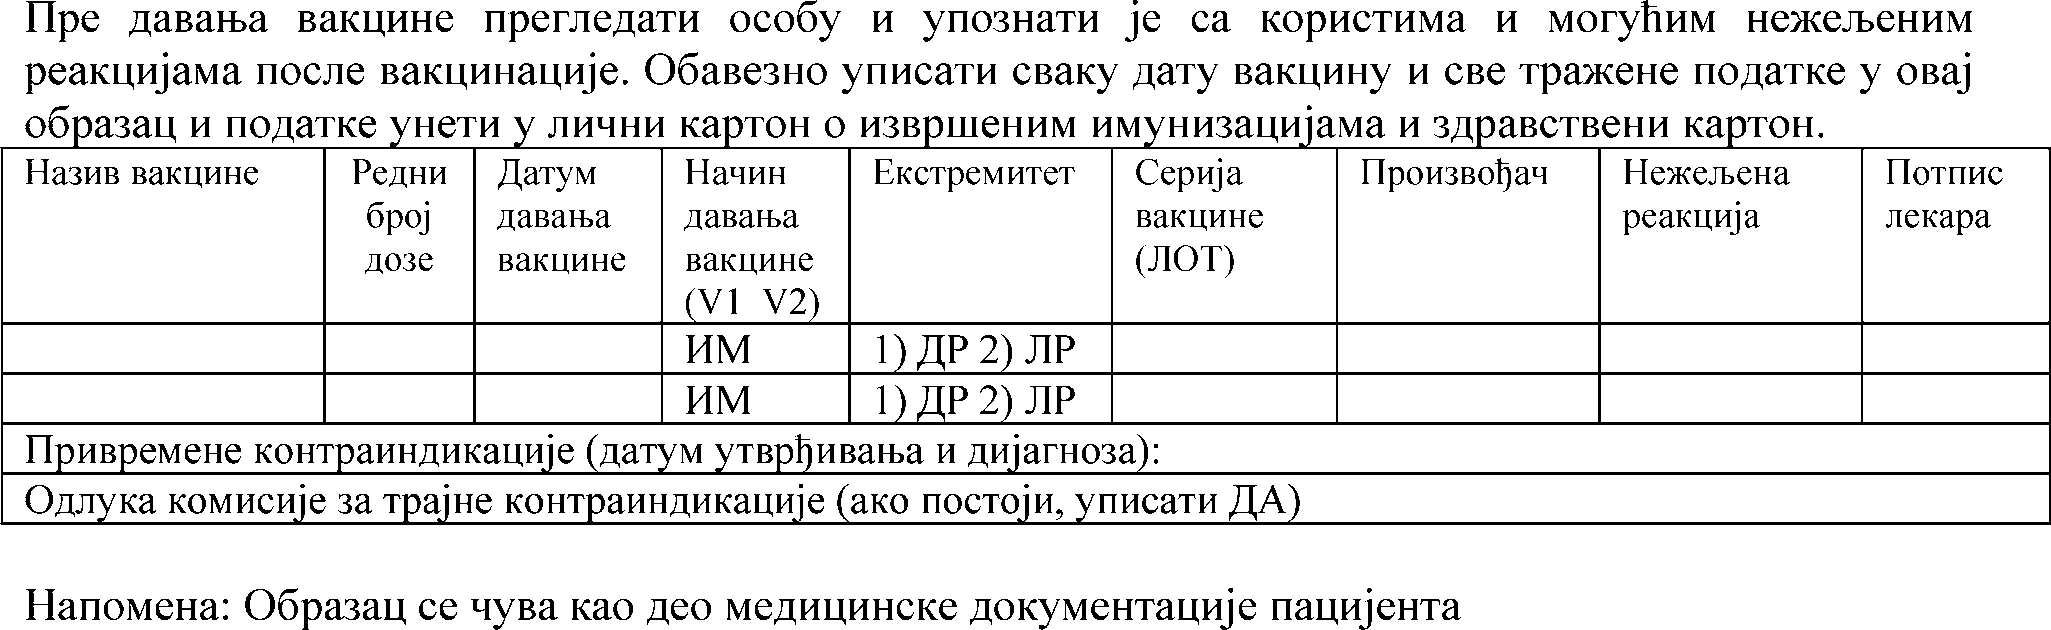 Пре давања вакцине прегледати особу и упознати је са користима и могућим нежељеним
реакцијама после вакцинације. Обавезно уписати сваку дату вакцину и све тражене податке у овај
образац и податке унети у лични картон о извршеним имунизацијама и здравствени картон.
Назив вакцине Редни број дозе Датум давања вакцине Начин давања вакцине (V1 V2) Екстремитет Серија вакцине (ЛОТ) Произвођач Нежељена реакција Потпис лекара
ИМ 1) ДР 2) ЛР
ИМ 1) ДР 2) ЛР
Привремене контраиндикације (датум утврђивања и дијагноза):
Одлука комисије за трајне контраиндикације (ако постоји, уписати ДА)
Напомена: Образац се чува као део медицинске документације пацијента